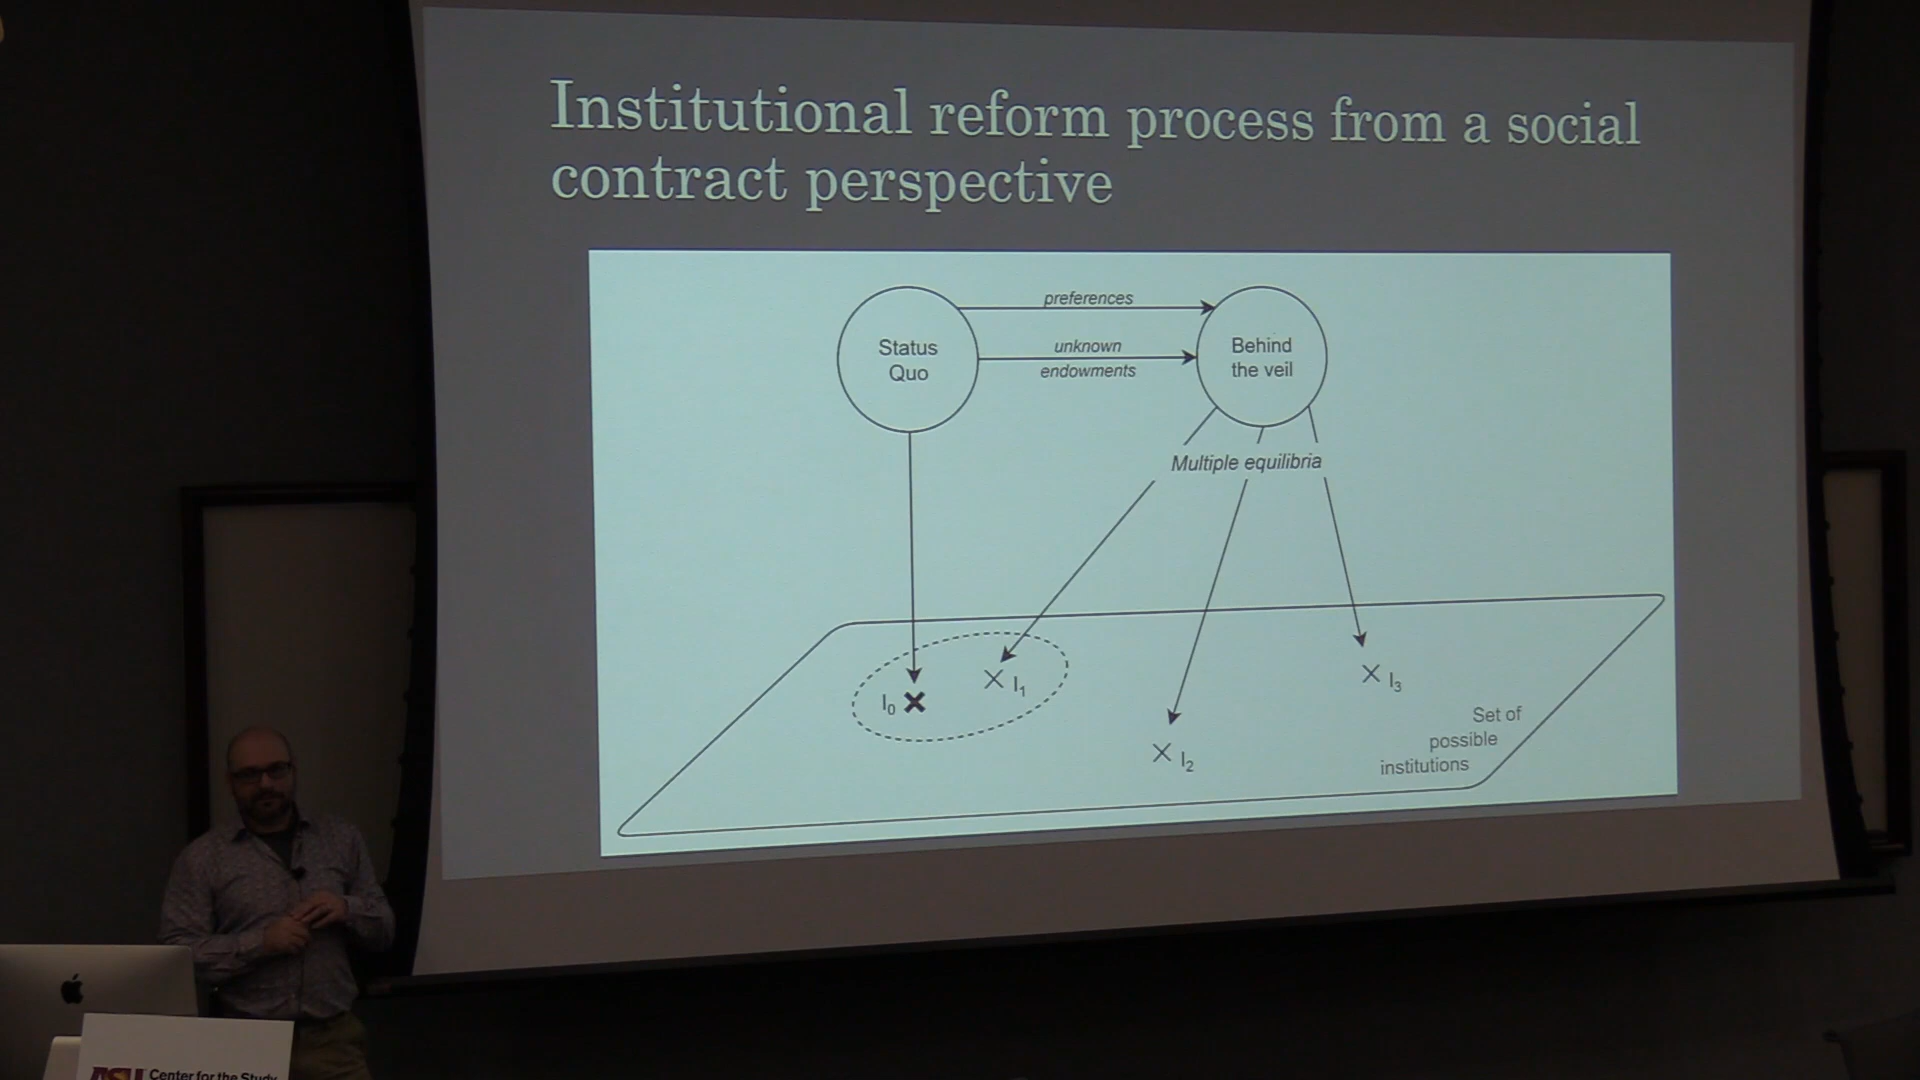 Institutional reform process from a social
contract perspective
preferences
Status
Quo
unknown
endowments
Behind
the veil
Multiple equilibria
I0
I1
I2
I3
Set of
possible
institutions
ASU Center for the Study